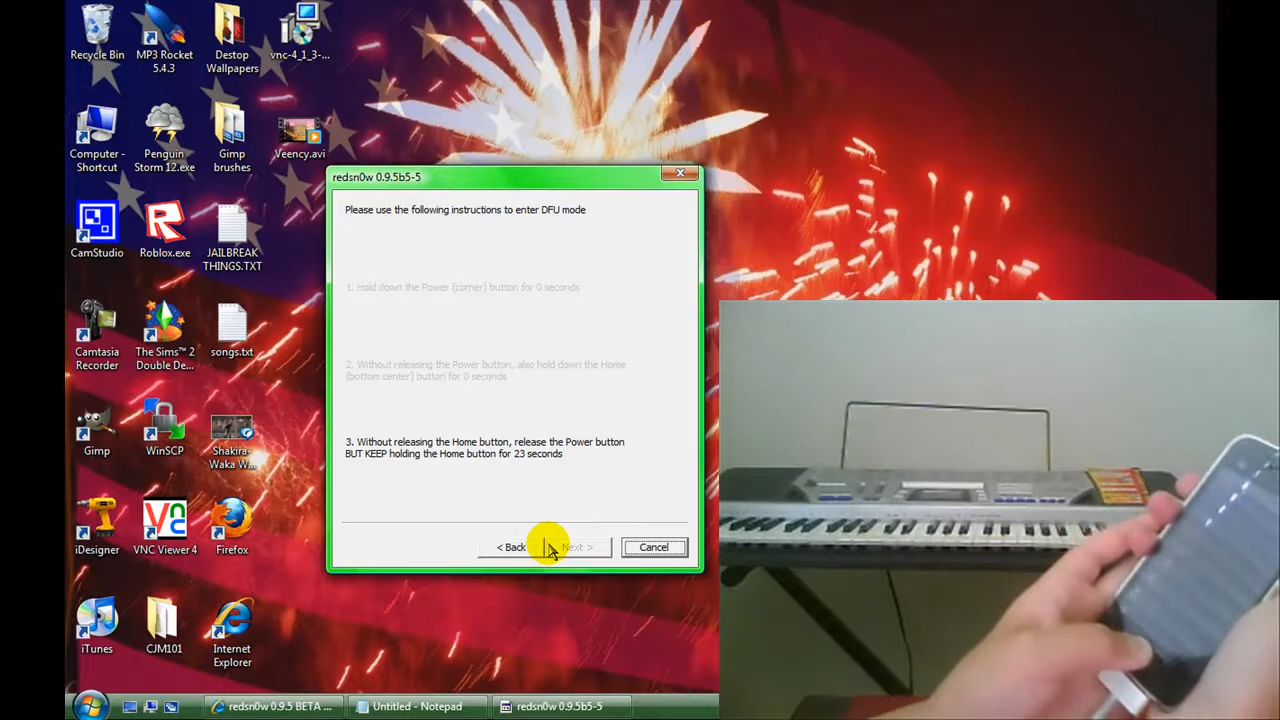 Recycle Bin
MP3 Rocket
5.4.3
Destop
Wallpapers
vnc-4_1_3-...
Computer -
Shortcut
Penguin
Storm 12.exe
Gimp
brushes
Veency.avi
CamStudio
Roblox.exe
JAILBREAK
THINGS.TXT
Camtasia
Recorder
The Sims™ 2
Double De...
songs.txt
Gimp
WinSCP
Shakira-
Waka W...
iDesigner
VNC Viewer 4
Firefox
iTunes
CJM101
Internet
Explorer
redsn0w 0.9.5b5-5
Please use the following instructions to enter DFU mode
1. Hold down the Power (corner) button for 0 seconds
2. Without releasing the Power button, also hold down the Home
(bottom center) button for 0 seconds
3. Without releasing the Home button, release the Power button
BUT KEEP holding the Home button for 23 seconds
< Back
Next >
Cancel
redsn0w 0.9.5 BETA ...
Untitled - Notepad
redsn0w 0.9.5b5-5